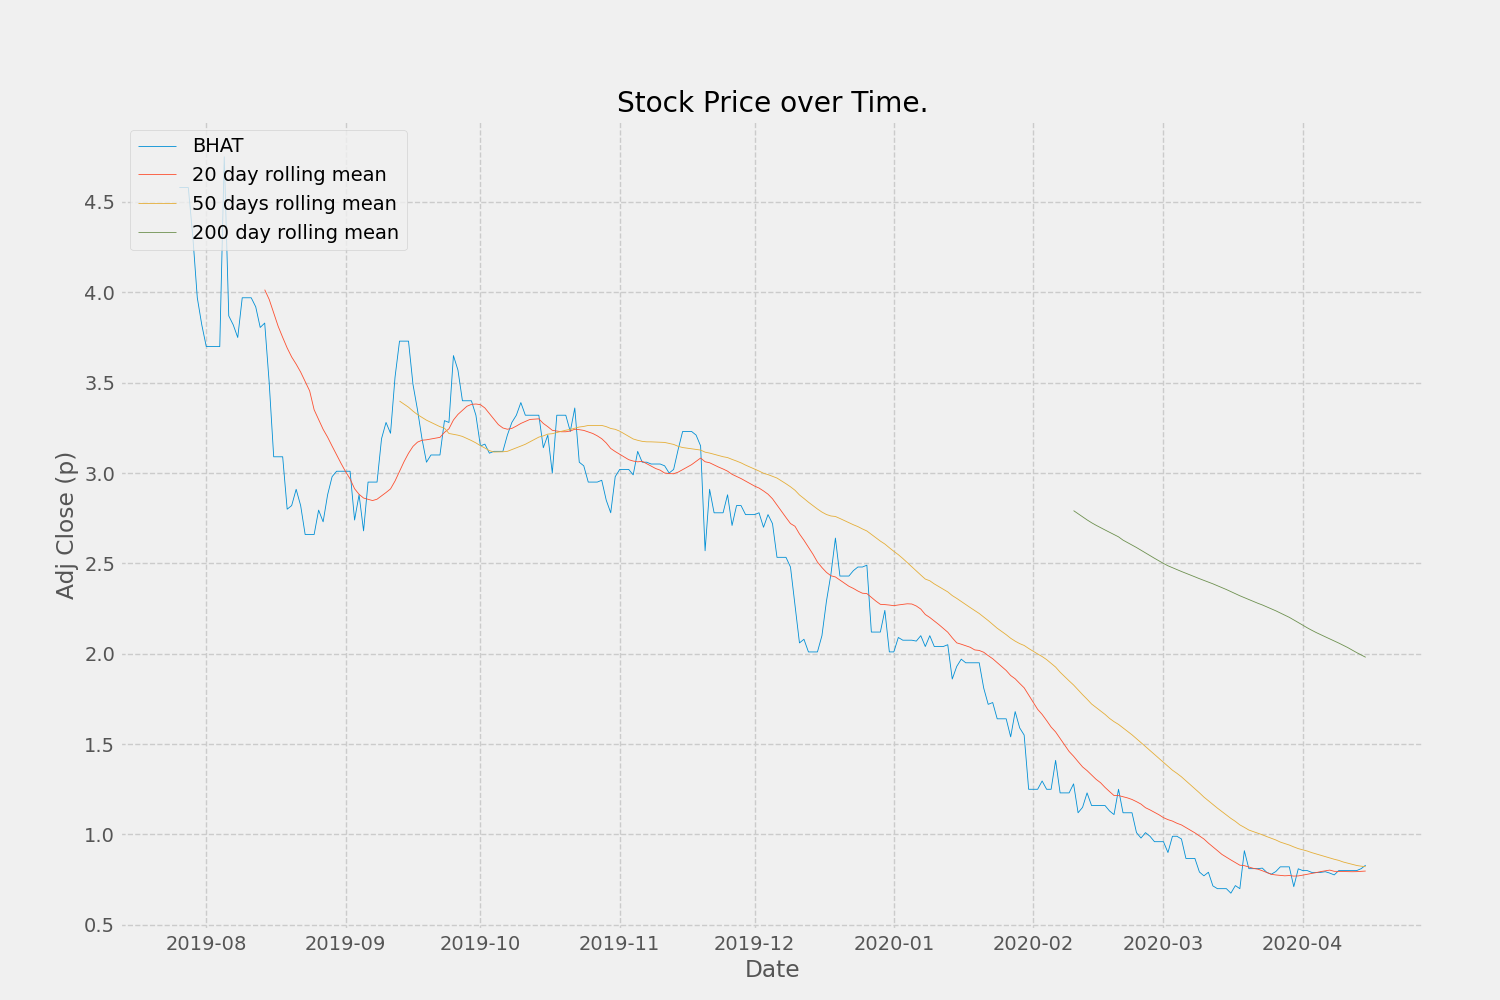 Stock Price over Time.
BHAT
20 day rolling mean
50 days rolling mean
200 day rolling mean
4.5
4.0
3.5
3.0
2.5
2.0
1.5
1.0
0.5
Adj Close (p)
2019-08 2019-09 2019-10 2019-11 2019-12 2020-01 2020-02 2020-03 2020-04
Date